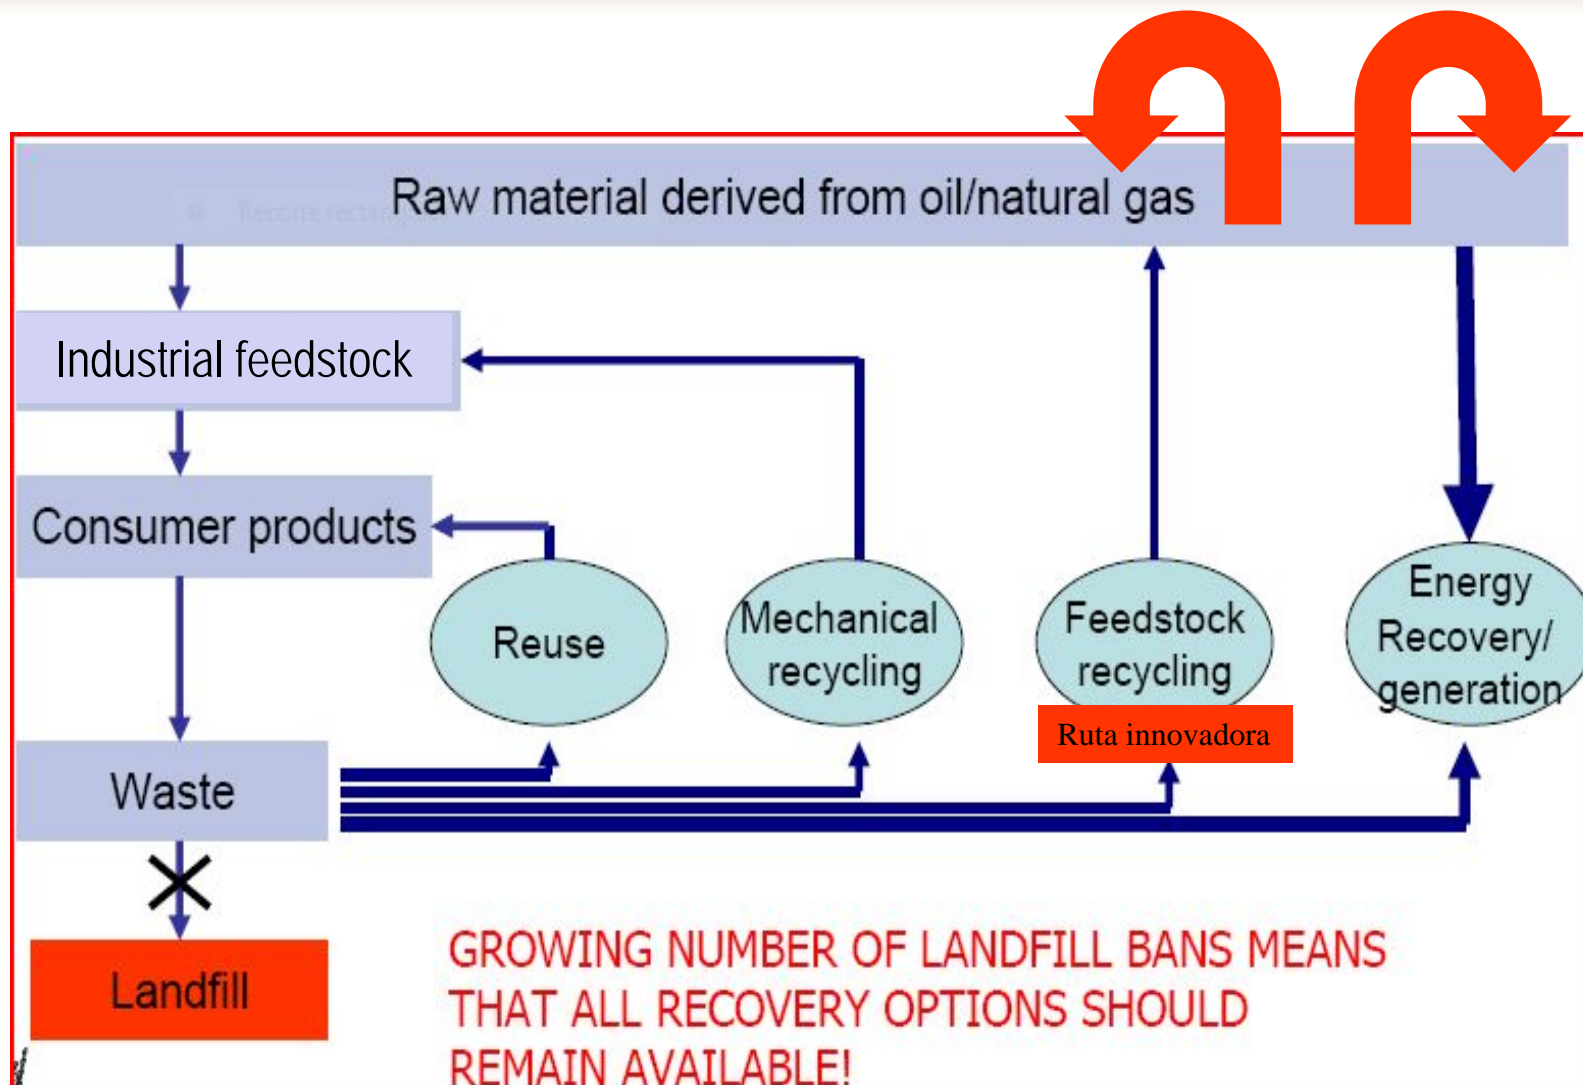 Raw material derived from oil/natural gas
Industrial feedstock
Consumer products
Reuse
Mechanical
recycling
Feedstock
recycling
Ruta innovadora
Energy
Recovery/
generation
Waste
Landfill
GROWING NUMBER OF LANDFILL BANS MEANS
THAT ALL RECOVERY OPTIONS SHOULD
REMAIN AVAILABLE!